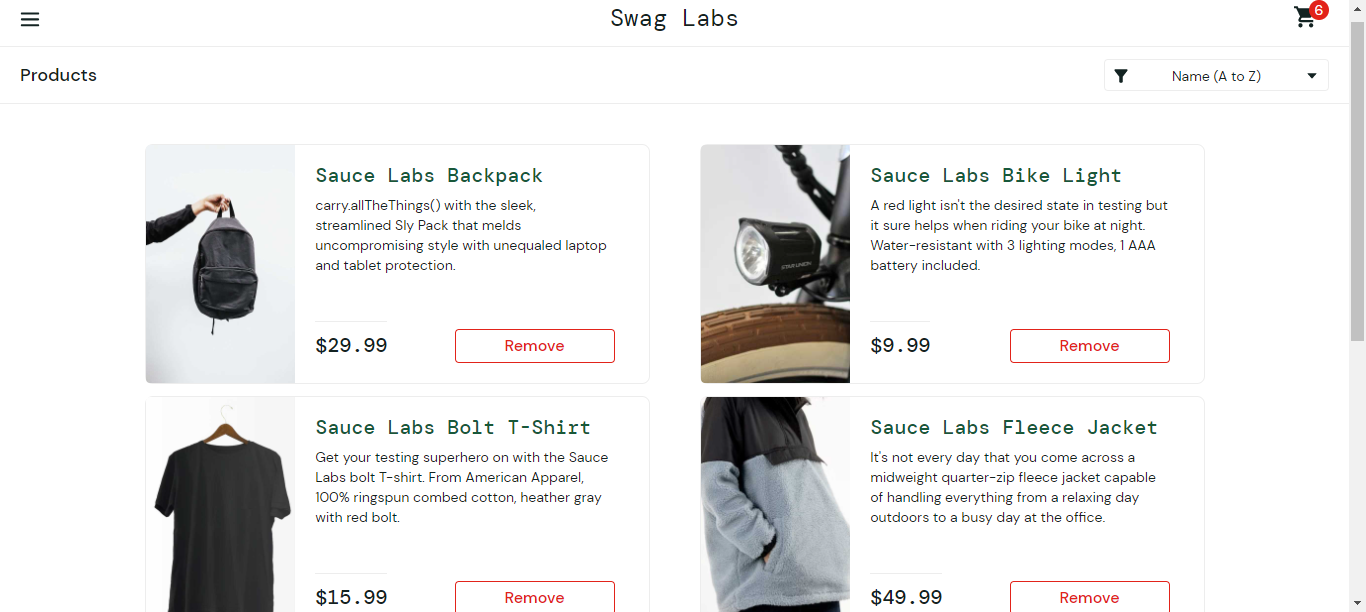 Swag Labs
6
Products
Name (A to Z)
Sauce Labs Backpack
carry.allTheThings() with the sleek,
streamlined Sly Pack that melds
uncompromising style with unequaled laptop
and tablet protection.
$29.99
Remove
Sauce Labs Bike Light
A red light isn't the desired state in testing but
it sure helps when riding your bike at night.
Water-resistant with 3 lighting modes, 1 AAA
battery included.
STAR UNION
$9.99
Remove
Sauce Labs Bolt T-Shirt
Get your testing superhero on with the Sauce
Labs bolt T-shirt. From American Apparel,
100% ringspun combed cotton, heather gray
with red bolt.
$15.99
Remove
Sauce Labs Fleece Jacket
It's not every day that you come across a
midweight quarter-zip fleece jacket capable
of handling everything from a relaxing day
outdoors to a busy day at the office.
$49.99
Remove